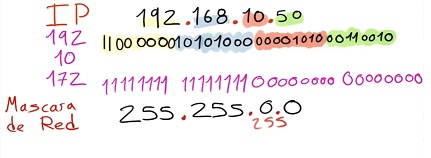 IP 192.168.10.50
192 11000000101010000000101000110010
10
172 11111111 11111111 00000000 00000000
Mascara 255.255.0.0
de Red 255